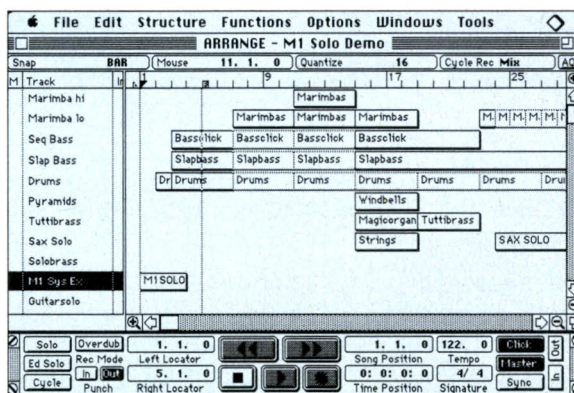 File Edit Structure Functions Options Windows Tools
ARRANGE - M1 Solo Demo
Snap BAR Mouse 11. 1. 0 Quantize 16 Cycle Rec Mix
M Track 1 9 17 25
Marimba hi Marimbas
Marimba lo Marimbas Marimbas Marimbas M. M. M. M. M
Seq Bass Bassclick Bassclick Bassclick Bassclick
Slap Bass Slapbass Slapbass Slapbass Slapbass
Drums Dr Drums Drums Drums Drums Drums Drums Drui
Pyramids Windbells
Tuttibrass Magicorgan Tuttibrass
Sax Solo Strings SAX SOLO
Solobrass
M1 Sys Ex M1SOLO
Guitarsolo
Solo Overdub 1. 1. 0 1. 1. 0 122. 0 Click Out
Ed Solo Rec Mode Left Locator Song Position Tempo Master
Cycle In Out 5. 1. 0 0: 0: 0: 0 4/ 4 Sync In
Punch Right Locator Time Position Signature